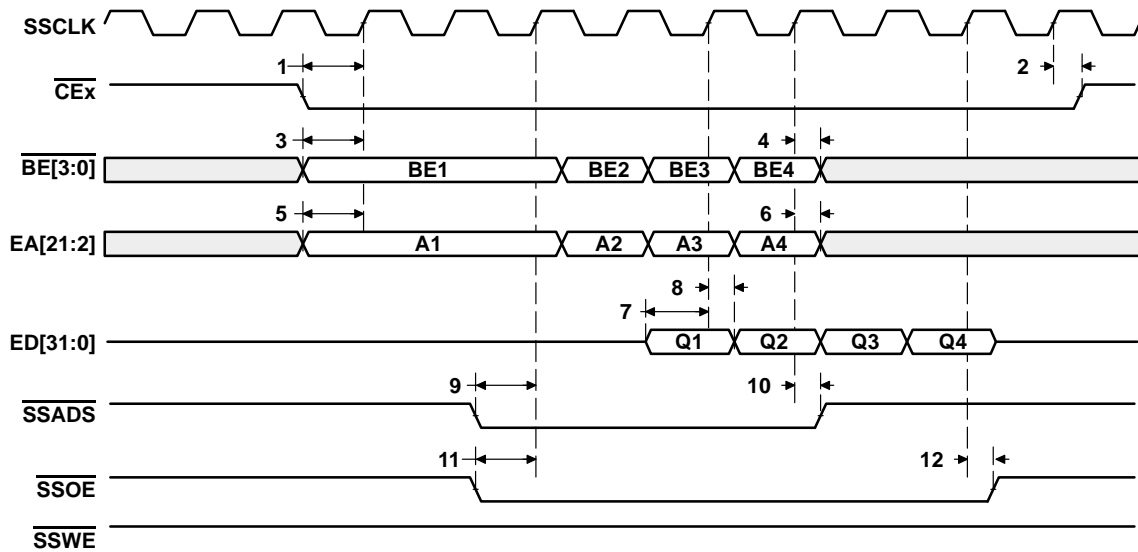 SSCLK
1
2
CEx
3
4
BE[3:0]
BE1
BE2
BE3
BE4
5
6
EA[21:2]
A1
A2
A3
A4
7
8
ED[31:0]
Q1
Q2
Q3
Q4
9
10
SSADS
11
12
SSOE
SSWE